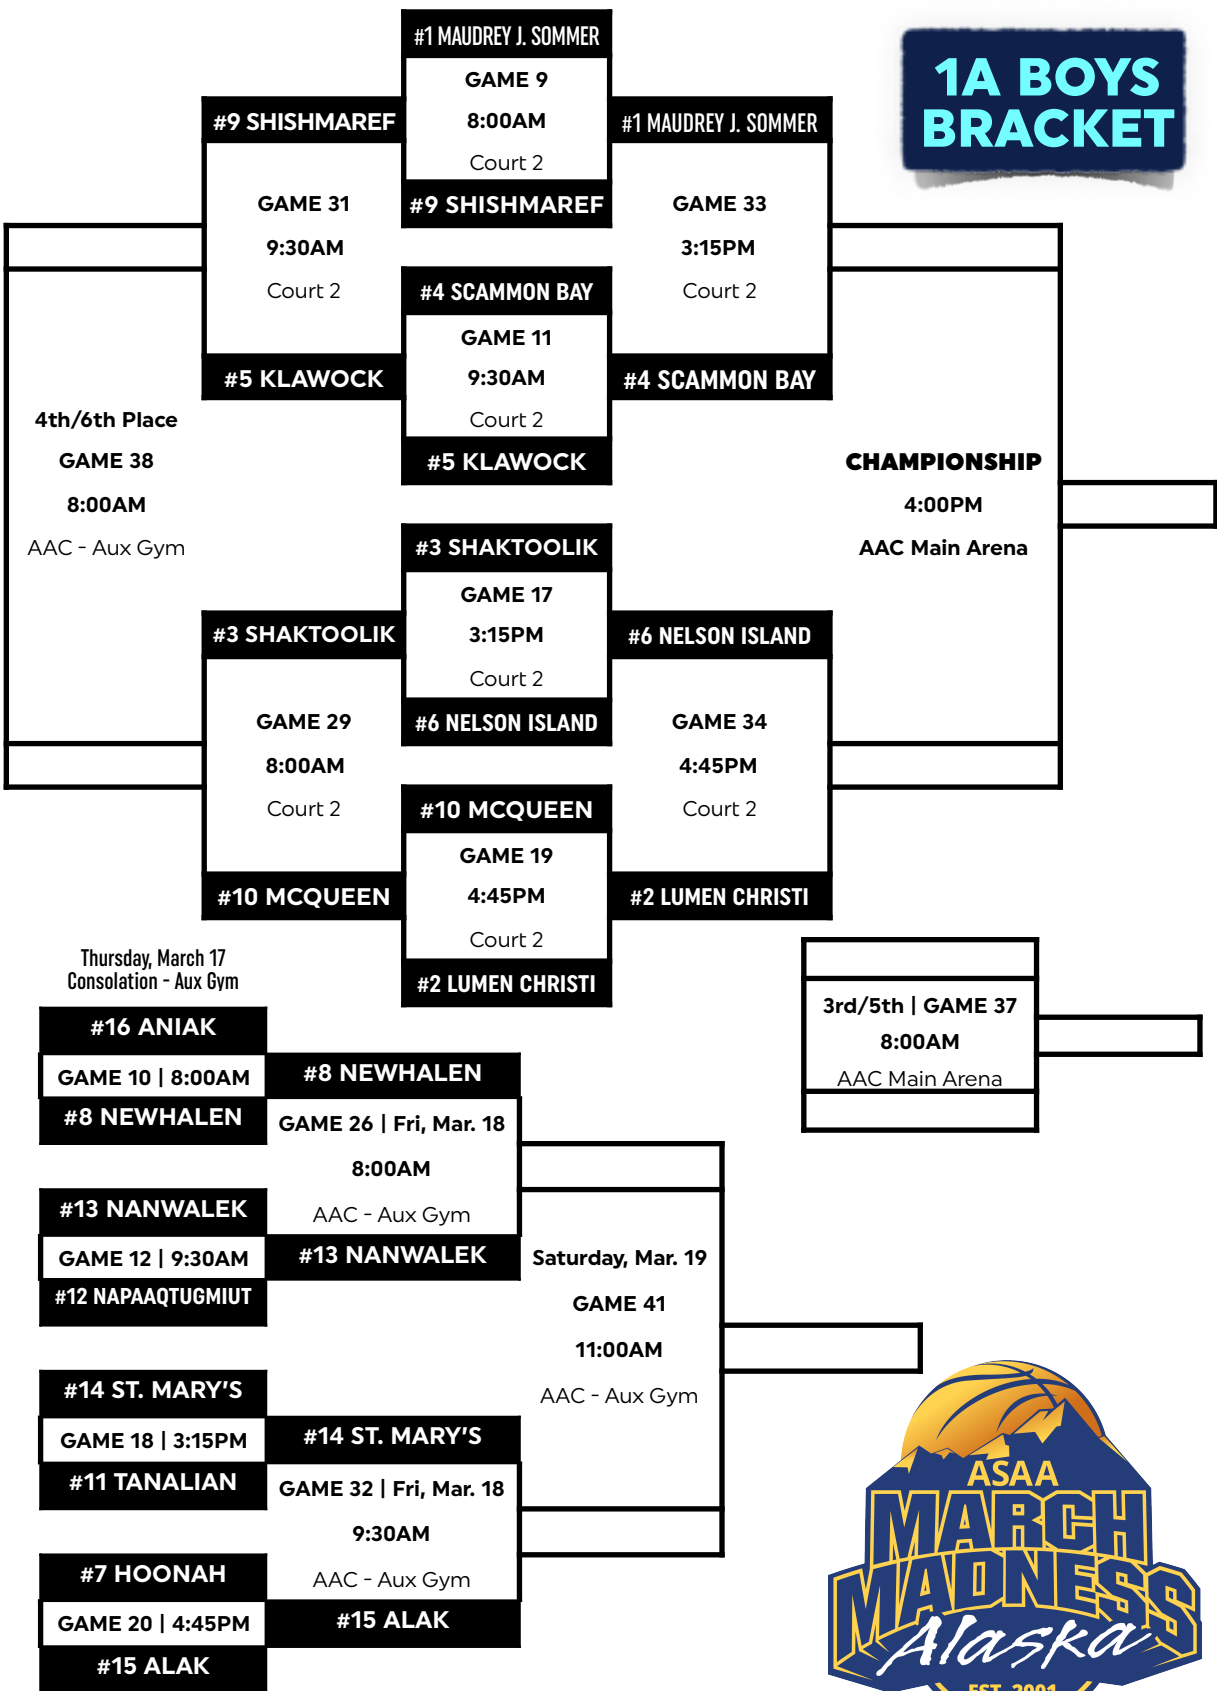 1A BOYS
BRACKET
#1 MAUDREY J. SOMMER
GAME 9
8:00AM
Court 2
#9 SHISHMAREF
#4 SCAMMON BAY
GAME 11
9:30AM
Court 2
#5 KLAWOCK
#3 SHAKTOOLIK
GAME 17
3:15PM
Court 2
#6 NELSON ISLAND
#10 MCQUEEN
GAME 19
4:45PM
Court 2
#2 LUMEN CHRISTI
#9 SHISHMAREF
GAME 31
9:30AM
Court 2
#5 KLAWOCK
#3 SHAKTOOLIK
GAME 29
8:00AM
Court 2
#10 MCQUEEN
4th/6th Place
GAME 38
8:00AM
AAC - Aux Gym
#1 MAUDREY J. SOMMER
GAME 33
3:15PM
Court 2
#4 SCAMMON BAY
#6 NELSON ISLAND
GAME 34
4:45PM
Court 2
#2 LUMEN CHRISTI
CHAMPIONSHIP
4:00PM
AAC Main Arena
3rd/5th | GAME 37
8:00AM
AAC Main Arena
Thursday, March 17
Consolation - Aux Gym
#16 ANIAK
GAME 10 | 8:00AM
#8 NEWHALEN
#13 NANWALEK
GAME 12 | 9:30AM
#12 NAPAAQTUGMIUT
#14 ST. MARY'S
GAME 18 | 3:15PM
#11 TANALIAN
#7 HOONAH
GAME 20 | 4:45PM
#15 ALAK
#8 NEWHALEN
GAME 26 | Fri, Mar. 18
8:00AM
AAC - Aux Gym
#13 NANWALEK
#14 ST. MARY'S
GAME 32 | Fri, Mar. 18
9:30AM
AAC - Aux Gym
#15 ALAK
Saturday, Mar. 19
GAME 41
11:00AM
AAC - Aux Gym
ASAA
MARCH
MADNESS
Alaska
EST. 2001